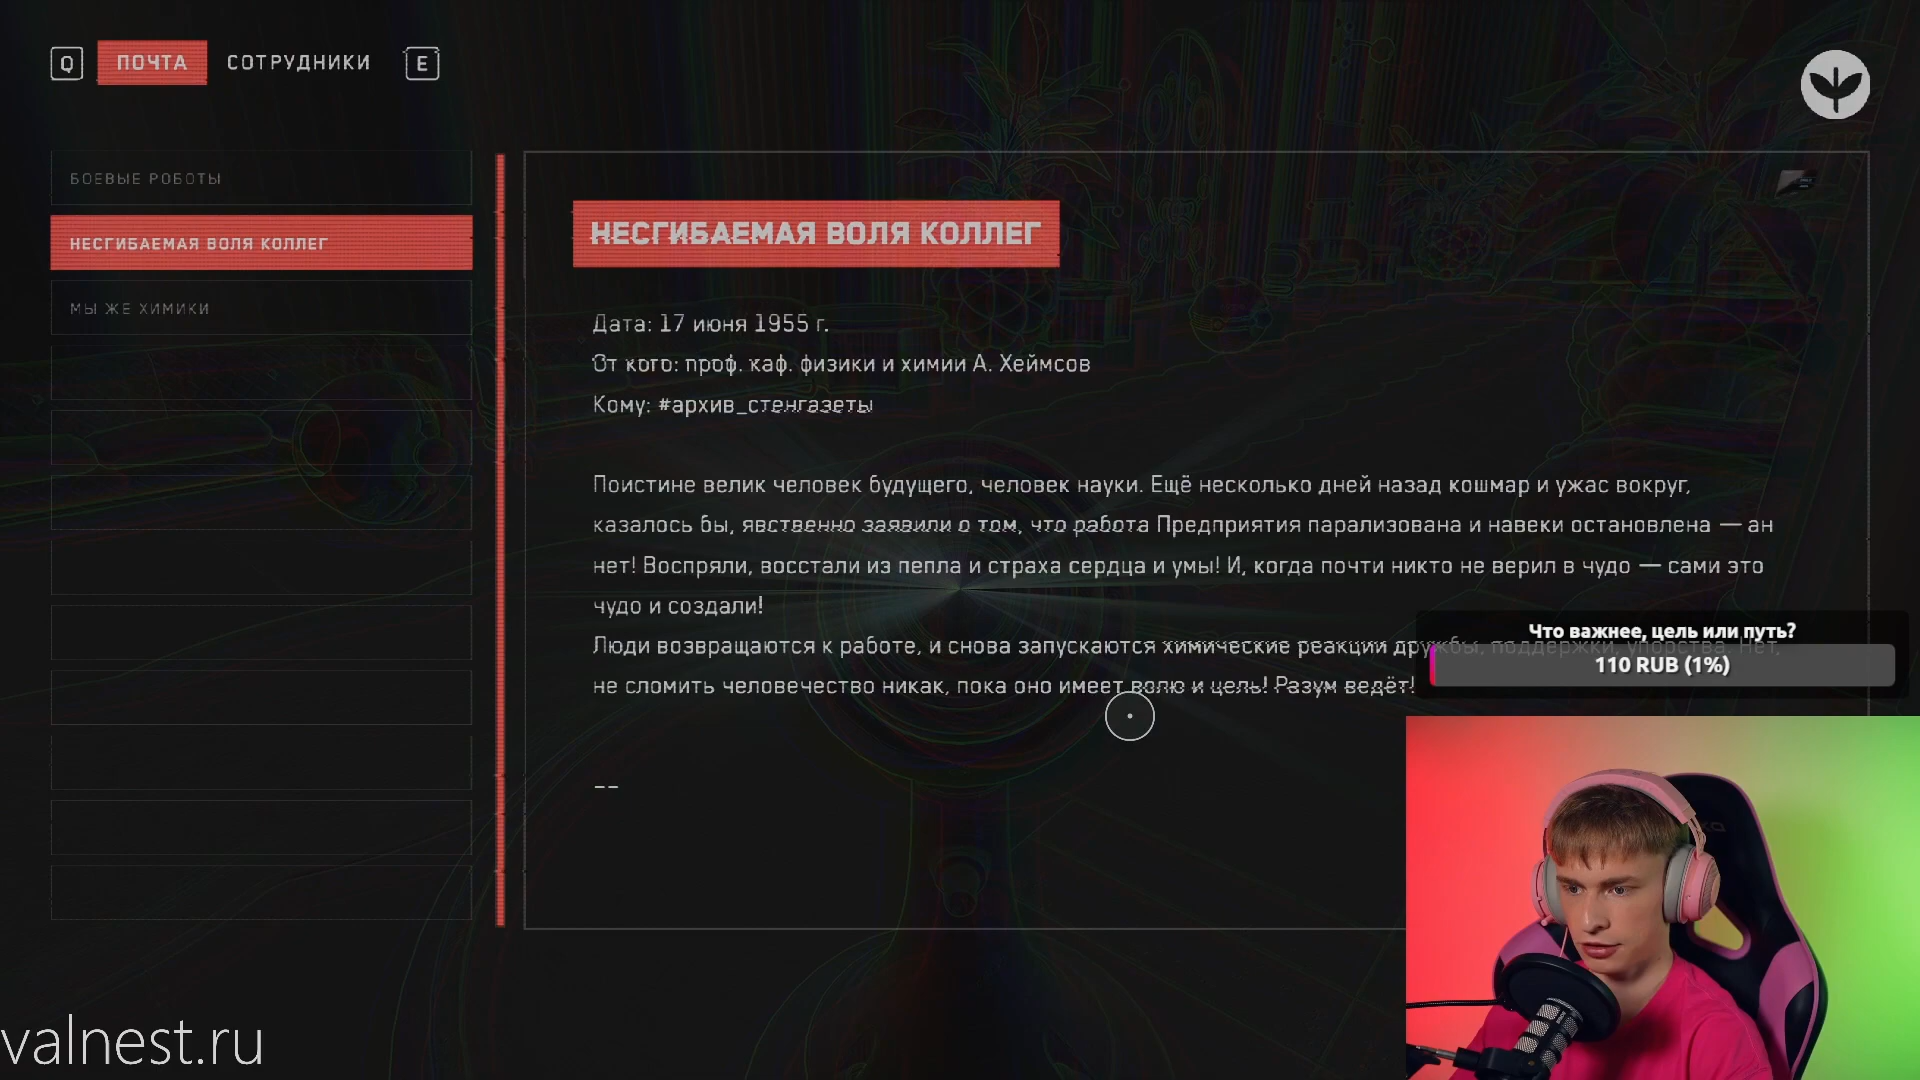 Q ПОЧТА СОТРУДНИКИ E
БОЕВЫЕ РОБОТЫ
НЕСГИБАЕМАЯ ВОЛЯ КОЛЛЕГ
МЫ ЖЕ ХИМИКИ
НЕСГИБАЕМАЯ ВОЛЯ КОЛЛЕГ
Дата: 17 июня 1955 г.
От кого: проф. каф. физики и химии А. Хеймсов
Кому: #архив_стенгазеты
Поистине велик человек будущего, человек науки. Ещё несколько дней назад кошмар и ужас вокруг,
казалось бы, явственно заявили о том, что работа Предприятия парализована и навеки остановлена — ан
нет! Воспряли, восстали из пепла и страха сердца и умы! И, когда почти никто не верил в чудо — сами это
чудо и создали!
Люди возвращаются к работе, и снова запускаются химические реакции дружбы, поддержки, упорства. Нет,
не сломить человечество никак, пока оно имеет волю и цель! Разум ведёт!
--
Что важнее, цель или путь?
110 RUB (1%)
valnest.ru